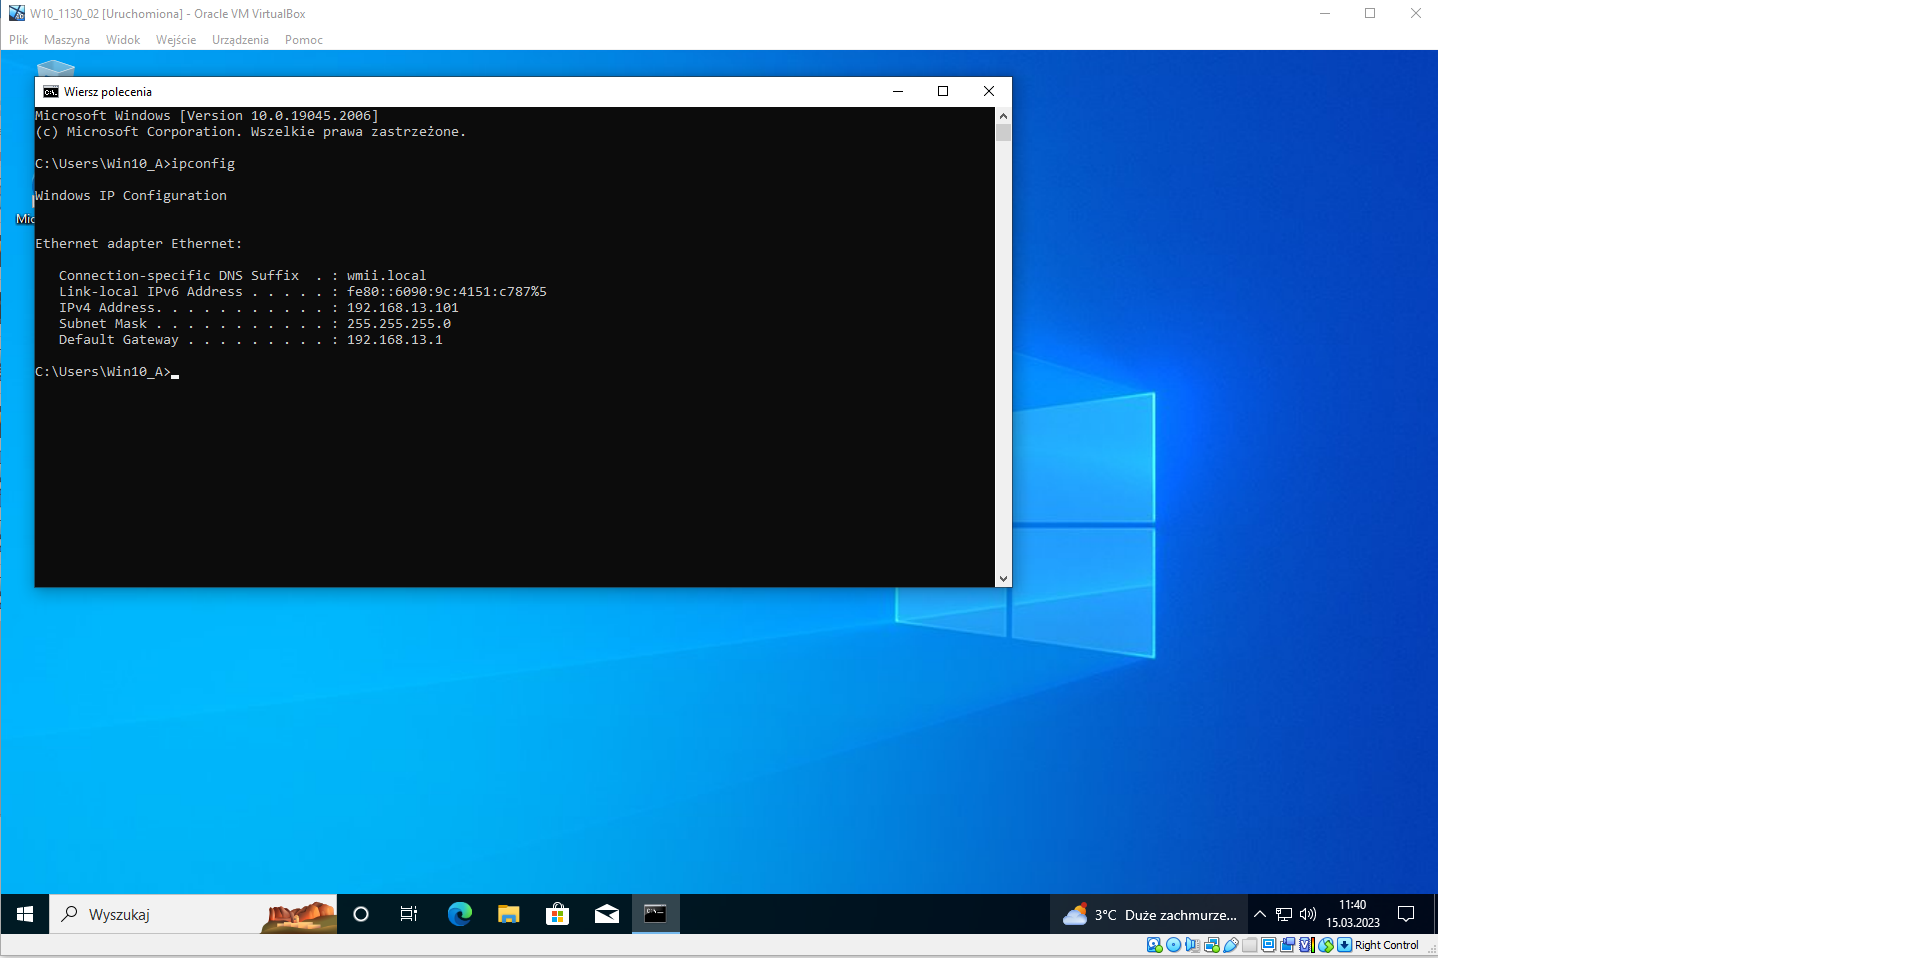 W10_1130_02 [Uruchomiona] - Oracle VM VirtualBox
Plik Maszyna Widok Wejście Urządzenia Pomoc
Wiersz polecenia
Microsoft Windows [Version 10.0.19045.2006]
(c) Microsoft Corporation. Wszelkie prawa zastrzeżone.
C:\Users\Win10_A>ipconfig
Windows IP Configuration
Mic
Ethernet adapter Ethernet:
Connection-specific DNS Suffix  . : wmii.local
Link-local IPv6 Address . . . . . : fe80::6090:9c:4151:c787%5
IPv4 Address. . . . . . . . . . . : 192.168.13.101
Subnet Mask . . . . . . . . . . . : 255.255.255.0
Default Gateway . . . . . . . . . : 192.168.13.1
C:\Users\Win10_A>
Wyszukaj
3°C Duże zachmurze...
11:40
15.03.2023
Right Control